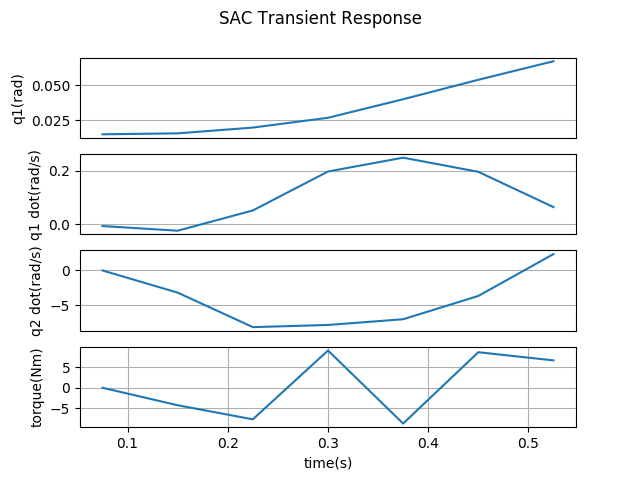 SAC Transient Response
q1(rad)
0.050
0.025
q1 dot(rad/s)
0.2
0.0
q2 dot(rad/s)
0
−5
torque(Nm)
5
0
−5
0.1 0.2 0.3 0.4 0.5
time(s)